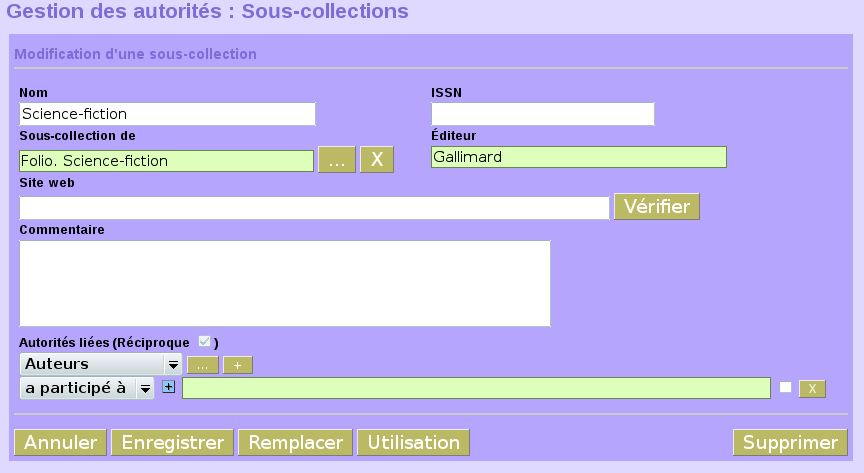 Gestion des autorités : Sous-collections
Modification d'une sous-collection
Nom ISSN
Science-fiction
Sous-collection de Éditeur
Folio. Science-fiction ... X Gallimard
Site web
Vérifier
Commentaire
Autorités liées (Réciproque )
Auteurs ... +
a participé à + X
Annuler Enregistrer Remplacer Utilisation Supprimer